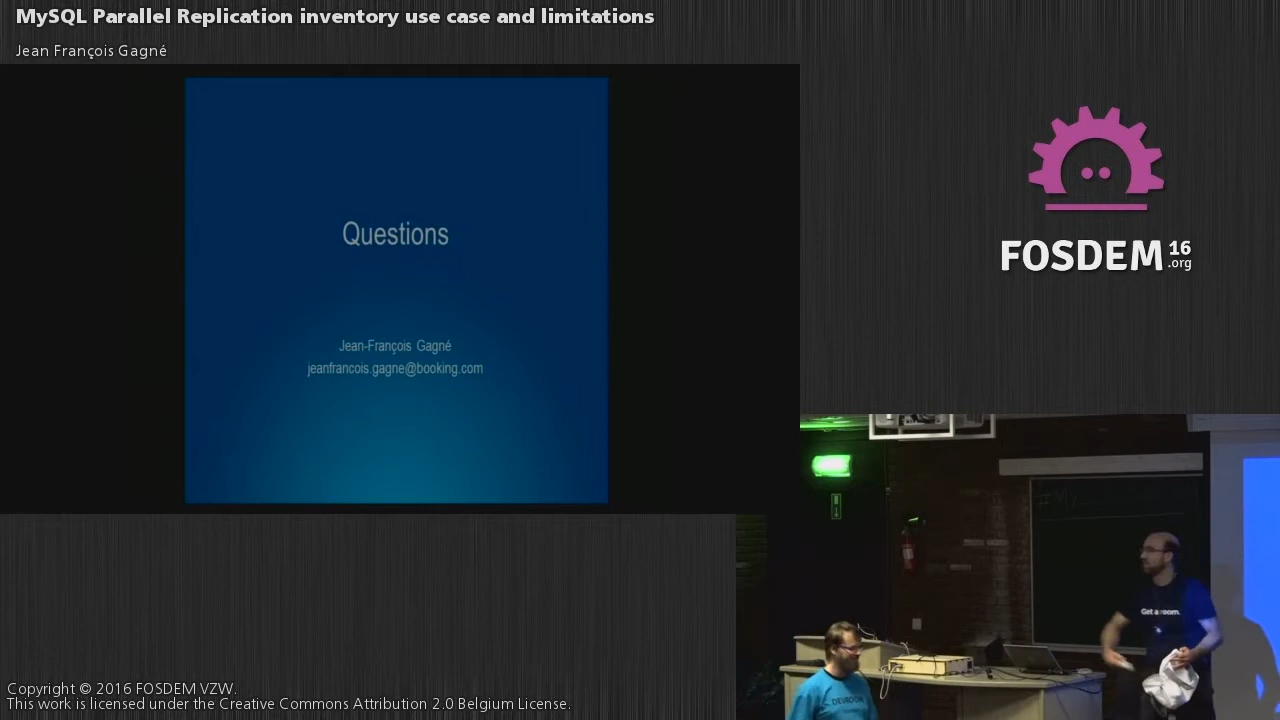 MySQL Parallel Replication inventory use case and limitations
Jean François Gagné
Questions
Jean-François Gagné
jeanfrancois.gagne@booking.com
FOSDEM 16
.org
#My
Get a room.
DEVROOM
Copyright © 2016 FOSDEM VZW.
This work is licensed under the Creative Commons Attribution 2.0 Belgium License.